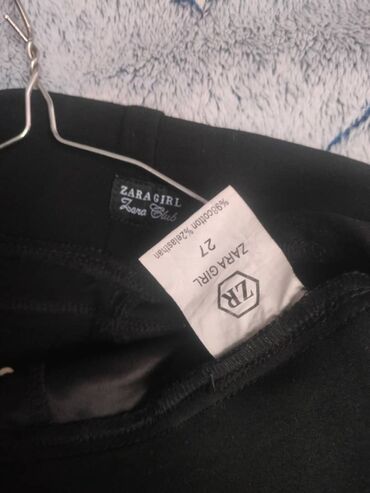 ZARA GIRL
Zara Club
%98cotton %2elasthan
27
ZARA GIRL
ZR